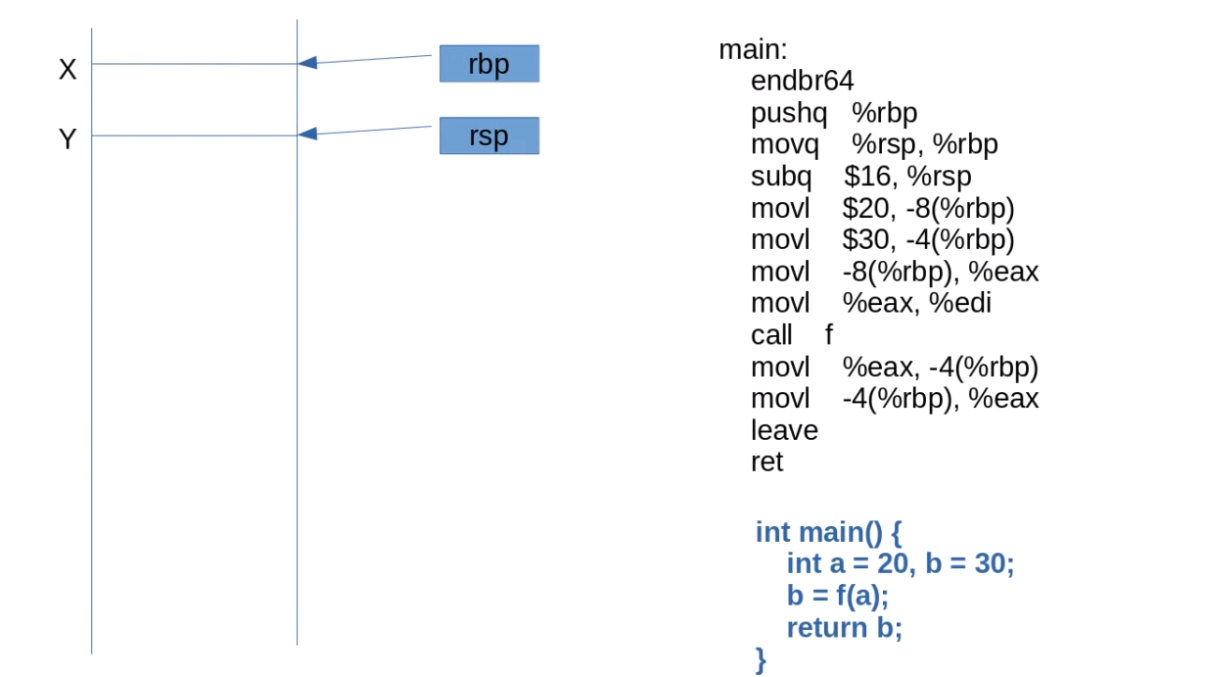 X
rbp
Y
rsp
main:
endbr64
pushq %rbp
movq %rsp, %rbp
subq $16, %rsp
movl $20, -8(%rbp)
movl $30, -4(%rbp)
movl -8(%rbp), %eax
movl %eax, %edi
call f
movl %eax, -4(%rbp)
movl -4(%rbp), %eax
leave
ret
int main() {
int a = 20, b = 30;
b = f(a);
return b;
}